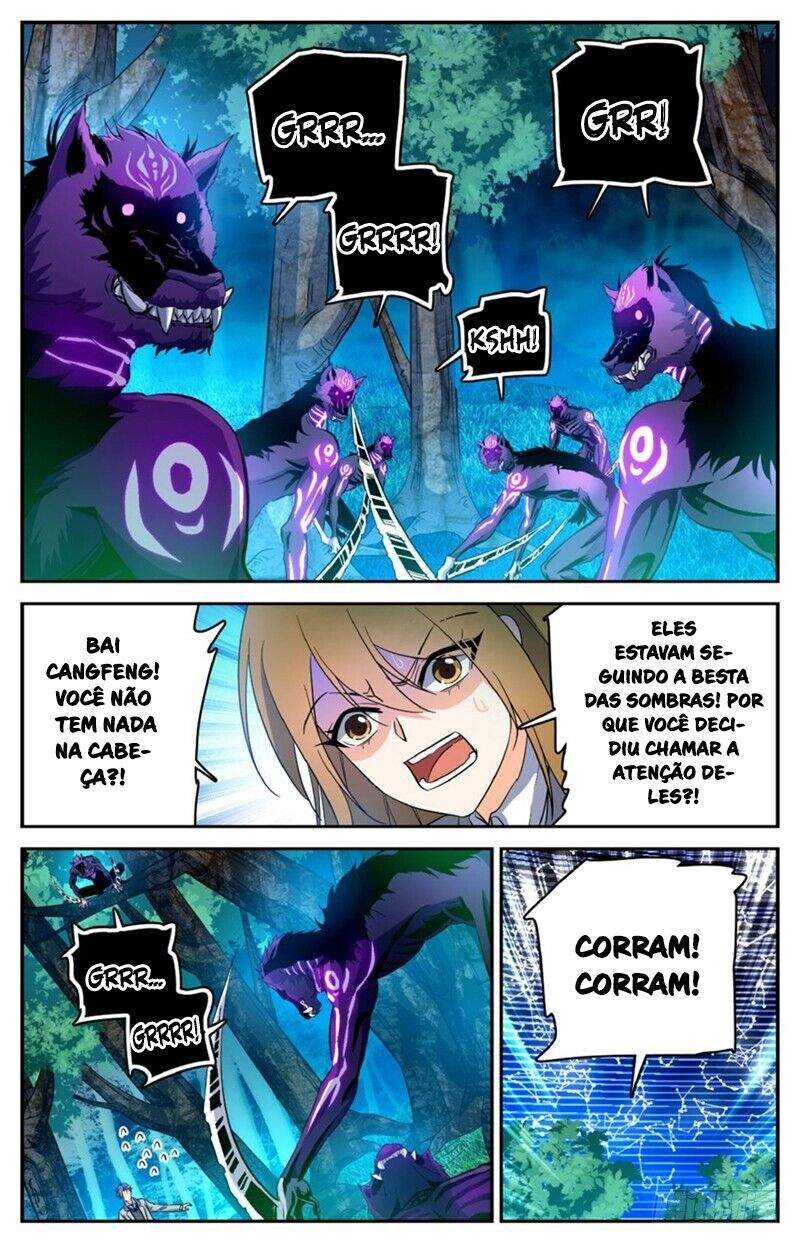 GRRR...
GRRRR!
GRR!
KSHH!
BAI
CANGFENG!
VOCÊ NÃO
TEM NADA
NA CABE-
ÇA?!
ELES
ESTAVAM SE-
GUINDO A BESTA
DAS SOMBRAS! POR
QUE VOCÊ DECI-
DIU CHAMAR A
ATENÇÃO DE-
LES?!
GRRR...
GRRRR!
CORRAM!
CORRAM!